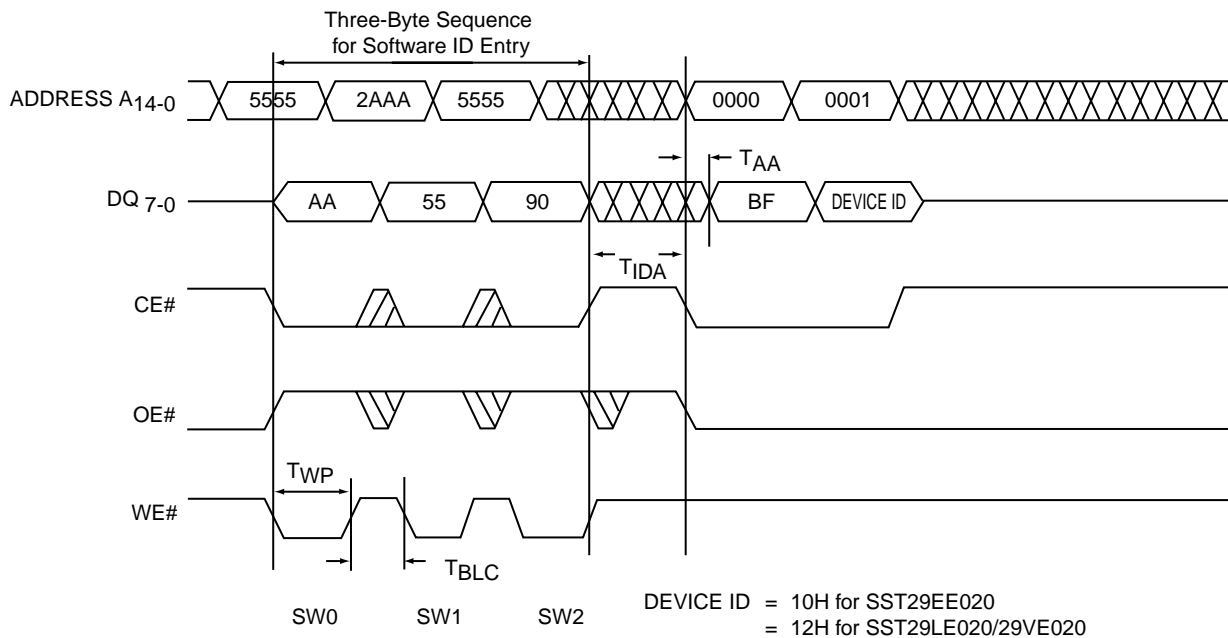 Three-Byte Sequence
for Software ID Entry
ADDRESS A14-0
5555 2AAA 5555 0000 0001
TAA
DQ 7-0
AA 55 90 BF DEVICE ID
TIDA
CE#
OE#
TWP
WE#
TBLC
SW0 SW1 SW2
DEVICE ID = 10H for SST29EE020
= 12H for SST29LE020/29VE020